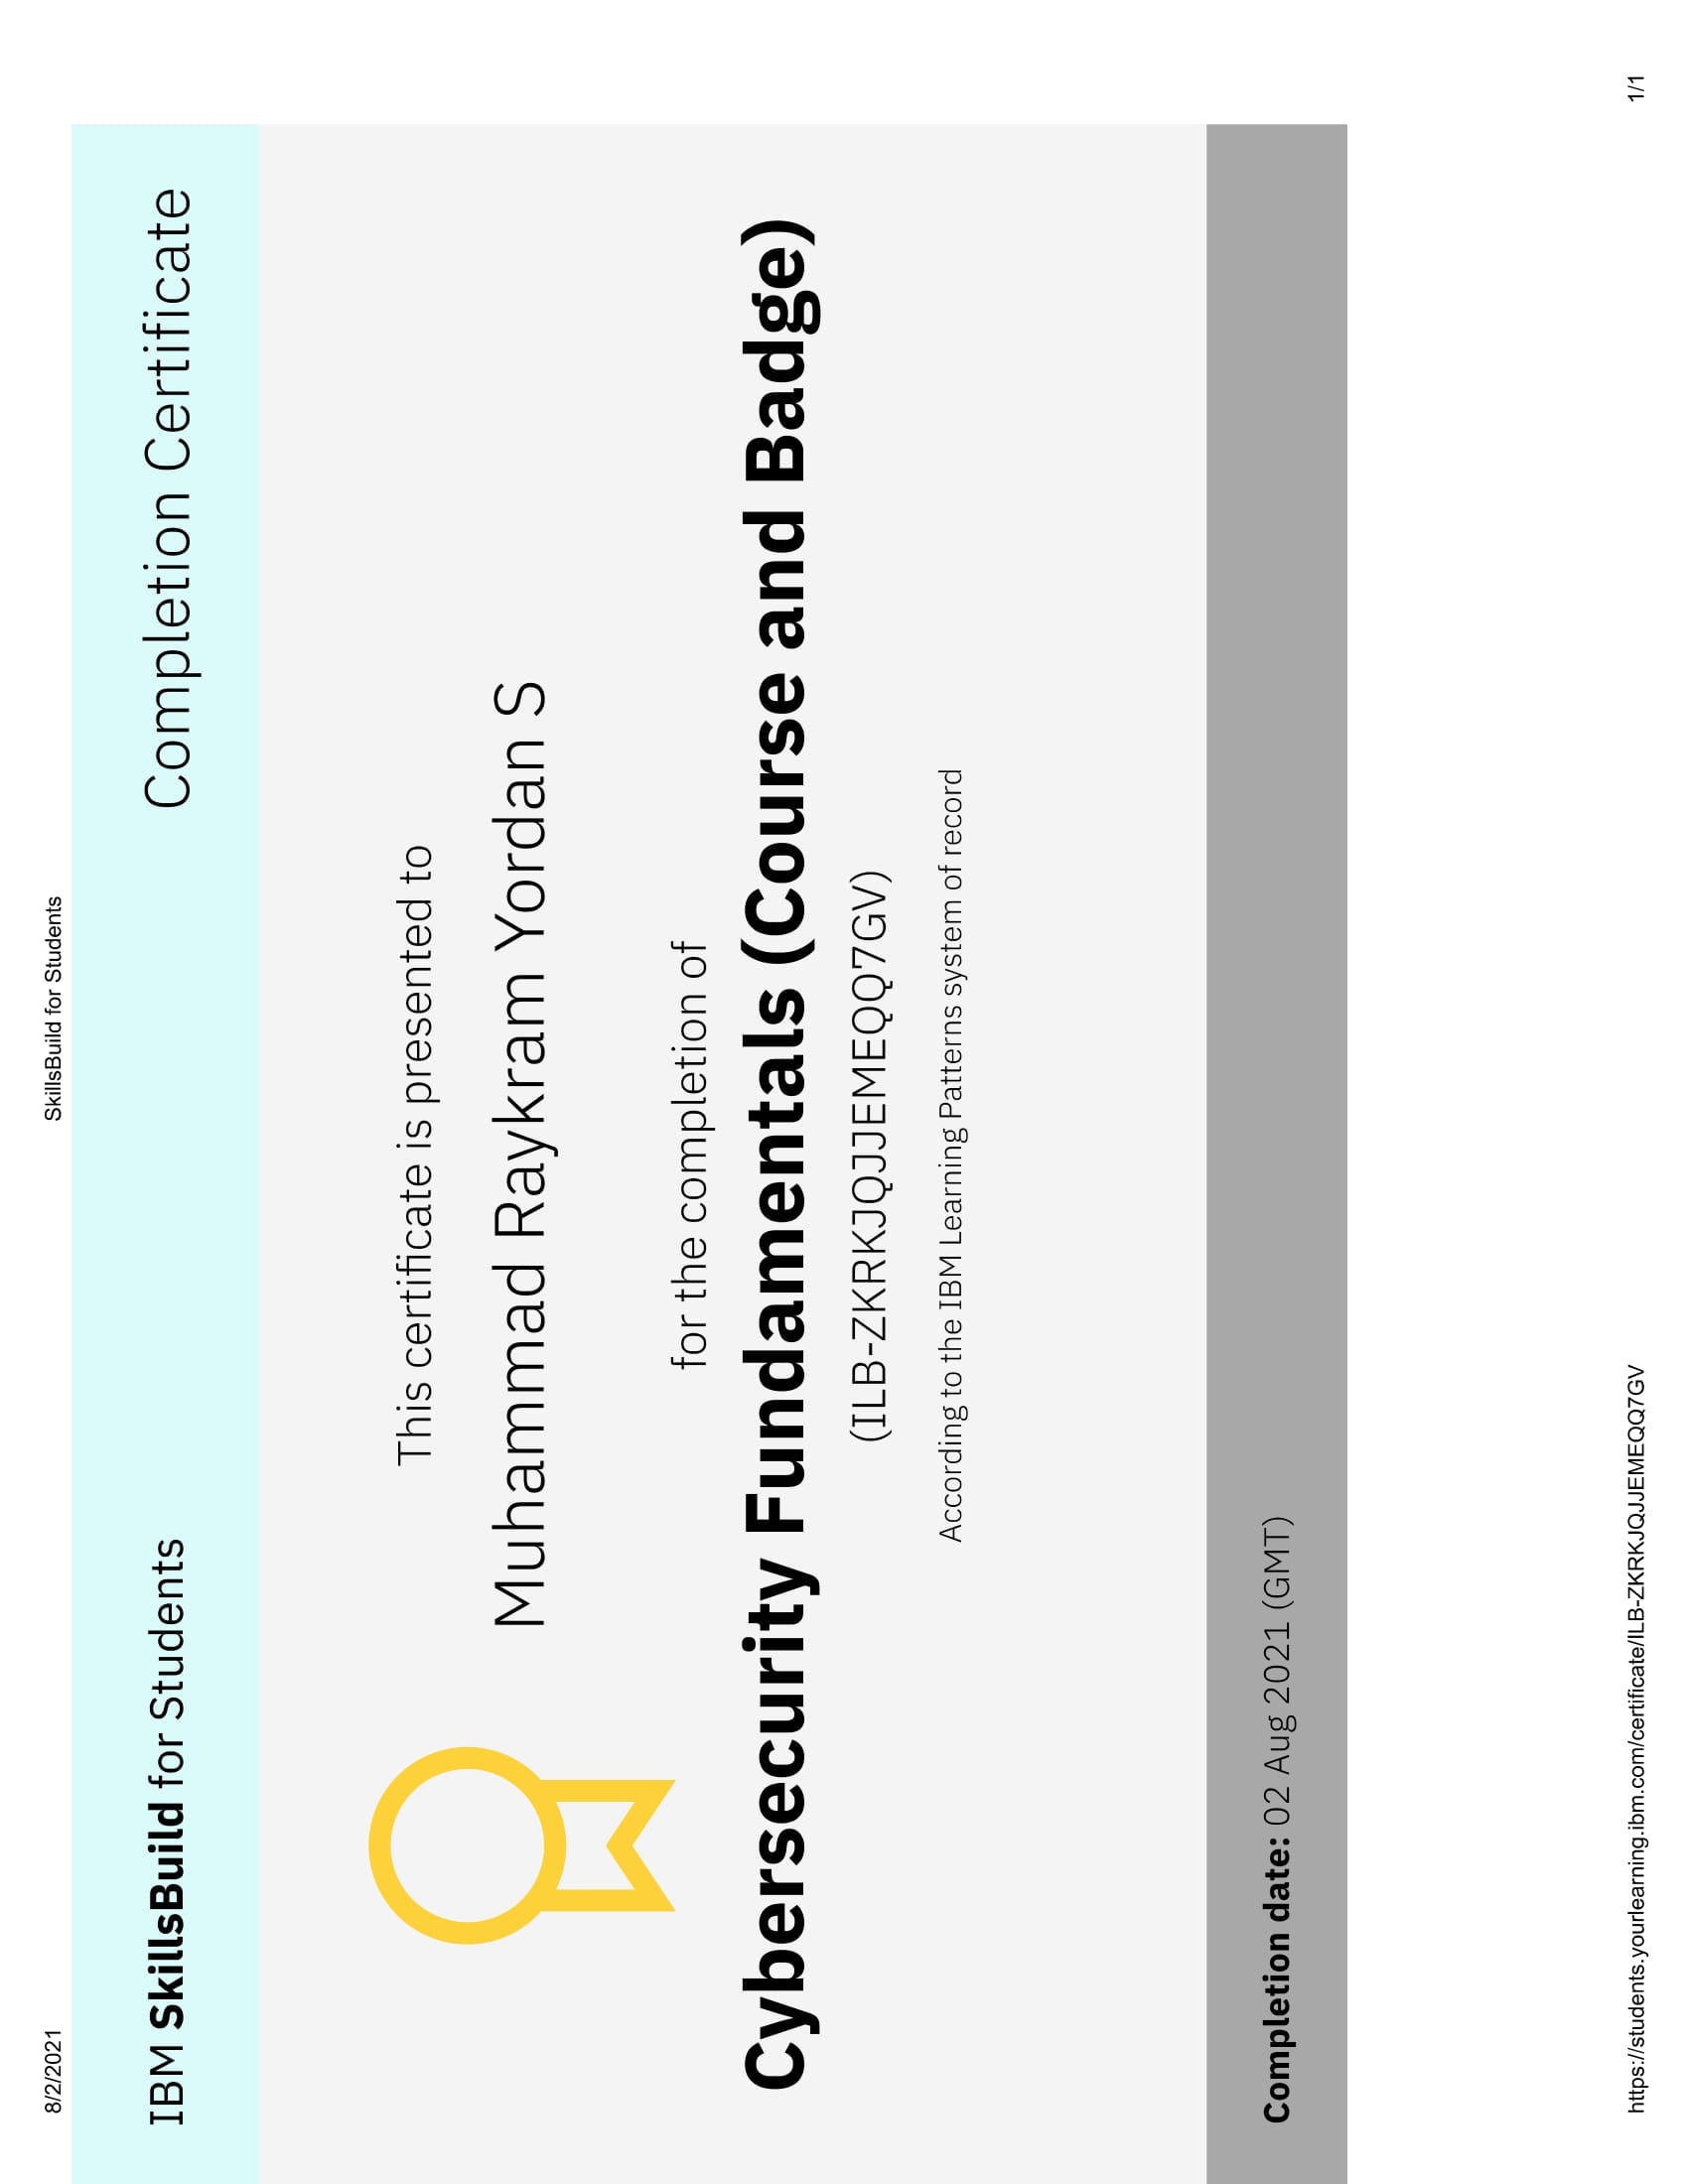 8/2/2021 SkillsBuild for Students
IBM SkillsBuild for Students Completion Certificate
This certificate is presented to
Muhammad Raykram Yordan S
for the completion of
Cybersecurity Fundamentals (Course and Badge)
(ILB-ZKRKJQJJEMEQQ7GV)
According to the IBM Learning Patterns system of record
Completion date: 02 Aug 2021 (GMT)
https://students.yourlearning.ibm.com/certificate/ILB-ZKRKJQJJEMEQQ7GV 1/1